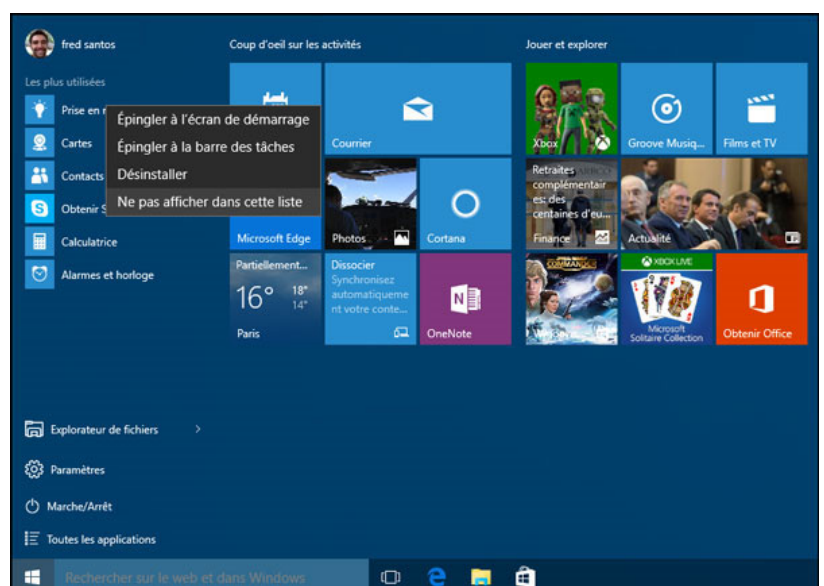 fred santos
Les plus utilisées
Prise en
Épingler à l'écran de démarrage
Cartes
Épingler à la barre des tâches
Contacts
Désinstaller
Obtenir
Ne pas afficher dans cette liste
Calculatrice
Alarmes et horloge
Explorateur de fichiers
Paramètres
Marche/Arrêt
Toutes les applications
Rechercher sur le web et dans Windows
Coup d'oeil sur les activités
Courrier
Microsoft Edge
Photos
Cortana
Partiellement...
16° 18°
14°
Paris
Dissocier
Synchronisez
automatiqueme
nt votre conte...
OneNote
Jouer et explorer
Xbox
Groove Musiq...
Films et TV
Retraites
complémentair
es: des
centaines d'eu...
Finance
Actualité
COMMANDER
XBOX LIVE
Microsoft
Solitaire Collection
Obtenir Office